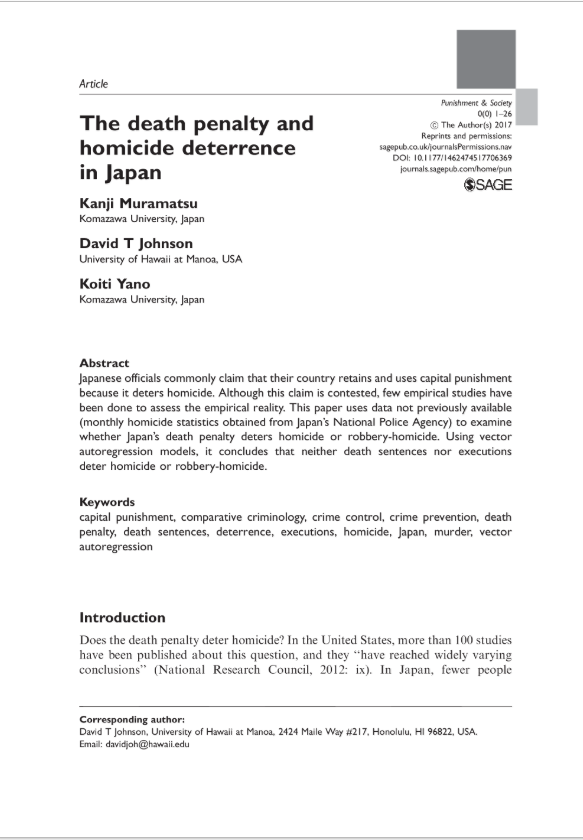 Article
Punishment & Society
0(0) 1–26
© The Author(s) 2017
Reprints and permissions:
sagepub.co.uk/journalsPermissions.nav
DOI: 10.1177/1462474517706369
journals.sagepub.com/home/pun
SAGE
The death penalty and
homicide deterrence
in Japan
Kanji Muramatsu
Komazawa University, Japan
David T Johnson
University of Hawaii at Manoa, USA
Koiti Yano
Komazawa University, Japan
Abstract
Japanese officials commonly claim that their country retains and uses capital punishment
because it deters homicide. Although this claim is contested, few empirical studies have
been done to assess the empirical reality. This paper uses data not previously available
(monthly homicide statistics obtained from Japan's National Police Agency) to examine
whether Japan's death penalty deters homicide or robbery-homicide. Using vector
autoregression models, it concludes that neither death sentences nor executions
deter homicide or robbery-homicide.
Keywords
capital punishment, comparative criminology, crime control, crime prevention, death
penalty, death sentences, deterrence, executions, homicide, Japan, murder, vector
autoregression
Introduction
Does the death penalty deter homicide? In the United States, more than 100 studies
have been published about this question, and they ‘‘have reached widely varying
conclusions’’ (National Research Council, 2012: ix). In Japan, fewer people
Corresponding author:
David T Johnson, University of Hawaii at Manoa, 2424 Maile Way #217, Honolulu, HI 96822, USA.
Email: davidjoh@hawaii.edu